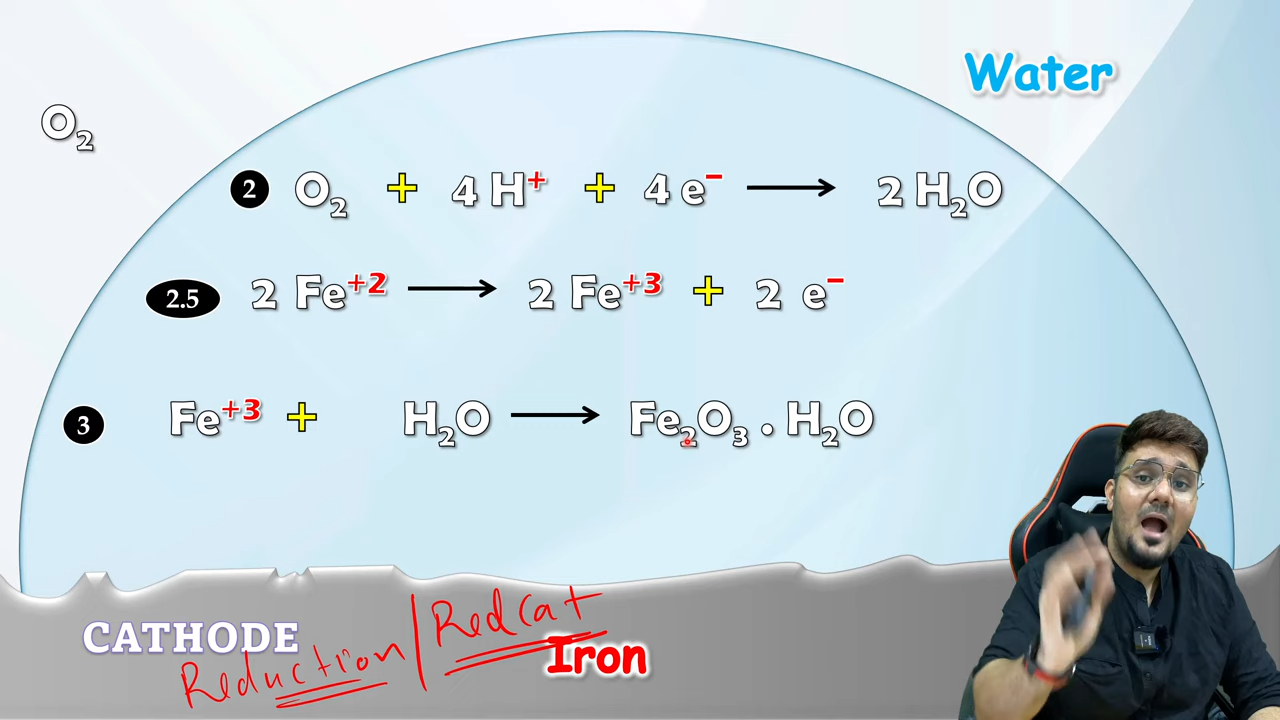 Water
O₂
2 O₂ + 4 H⁺ + 4 e⁻ ⟶ 2 H₂O
2.5 2 Fe⁺² ⟶ 2 Fe⁺³ + 2 e⁻
3 Fe⁺³ + H₂O ⟶ Fe₂O₃ . H₂O
CATHODE
Reduction / Redcat
Iron